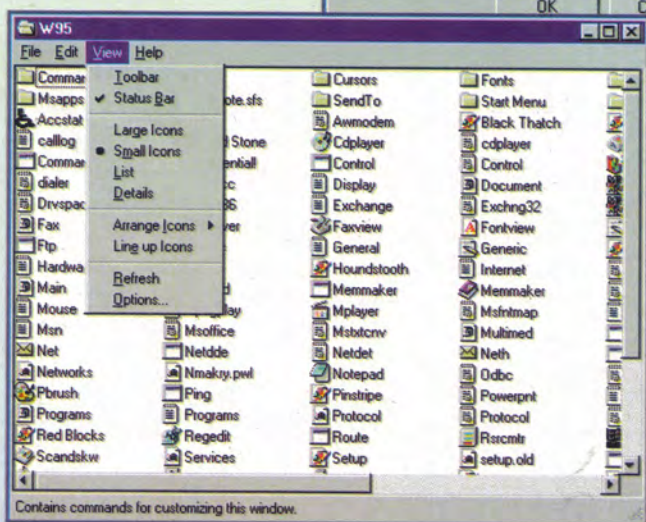 OK
W95
File Edit View Help
Toolbar
Status Bar
Large Icons
Small Icons
List
Details
Arrange Icons
Line up Icons
Refresh
Options...
Comman Cursors Fonts
Msapps ote.sfs SendTo Start Menu
Accstat Awmodem Black Thatch
calllog d Stone Cdplayer cdplayer
Comman entiall Control Control
dialer Display Document
Drvspac Exchange Exchng32
Fax Faxview Fontview
Ftp General Generic
Hardwa Houndstooth Internet
Main Memmaker Memmaker
Mouse Mplayer Msfntmap
Msn Msoffice Mstxtcnv Multimed
Net Netdde Netdet Neth
Networks Nmakry.pwl Notepad Odbc
Pbrush Ping Pinstripe Powerpnt
Programs Programs Protocol Protocol
Red Blocks Regedit Route Rsrcmtr
Scandskw Services Setup setup.old
Contains commands for customizing this window.